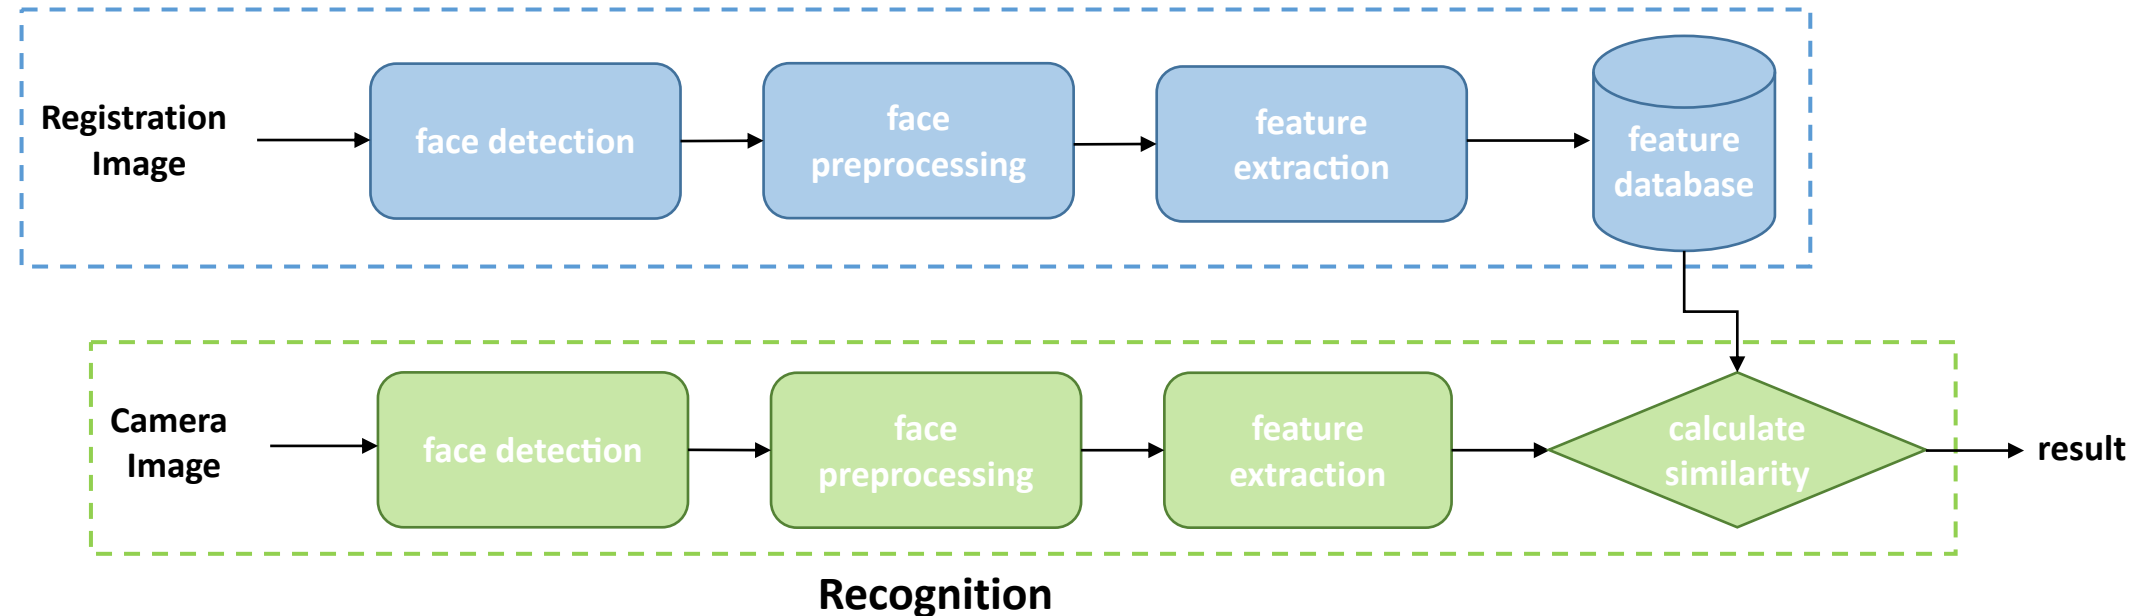 Registration
Image
face detection
face
preprocessing
feature
extraction
feature
database
Camera
Image
face detection
face
preprocessing
feature
extraction
calculate
similarity
result
Recognition